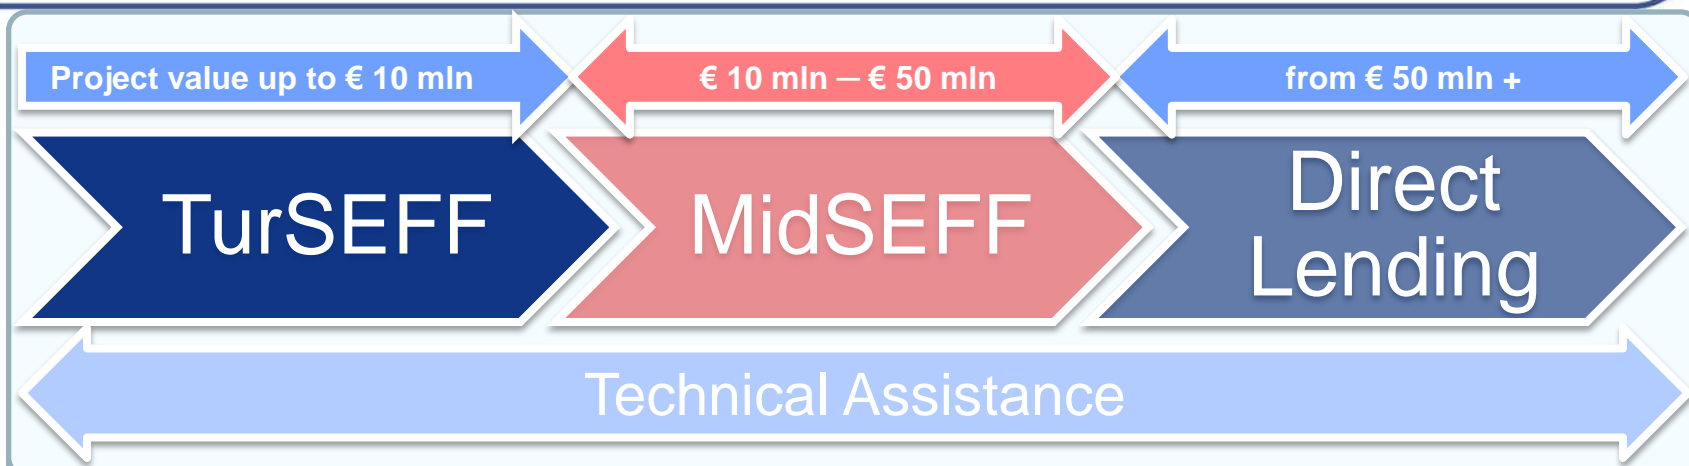 Project value up to € 10 mln
€ 10 mln — € 50 mln
from € 50 mln +
TurSEFF
MidSEFF
Direct
Lending
Technical Assistance